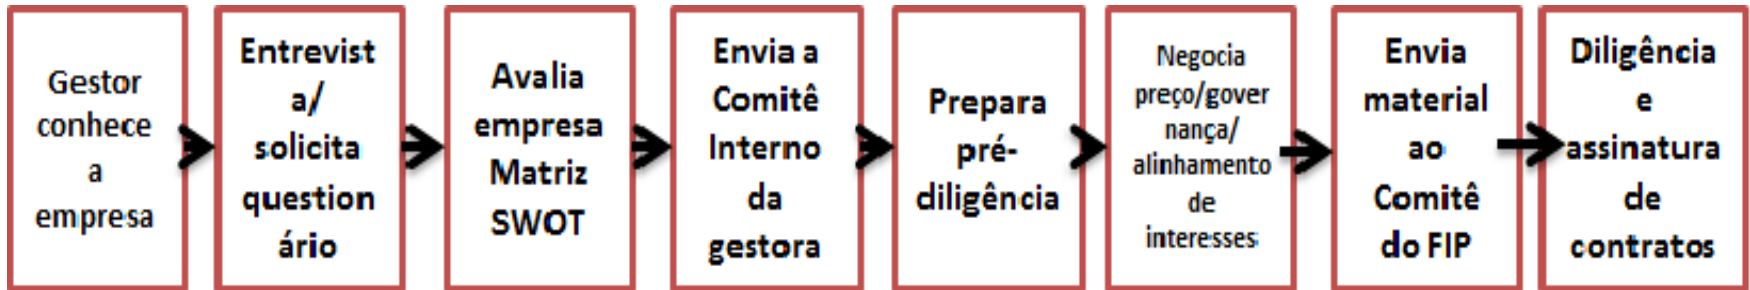 Gestor
conhece
a
empresa
Entrevist
a/
solicita
question
ário
Avalia
empresa
Matriz
SWOT
Envia a
Comitê
Interno
da
gestora
Prepara
pré-
diligência
Negocia
preço/gover
nança/
alinhamento
de
interesses
Envia
material
ao
Comitê
do FIP
Diligência
e
assinatura
de
contratos